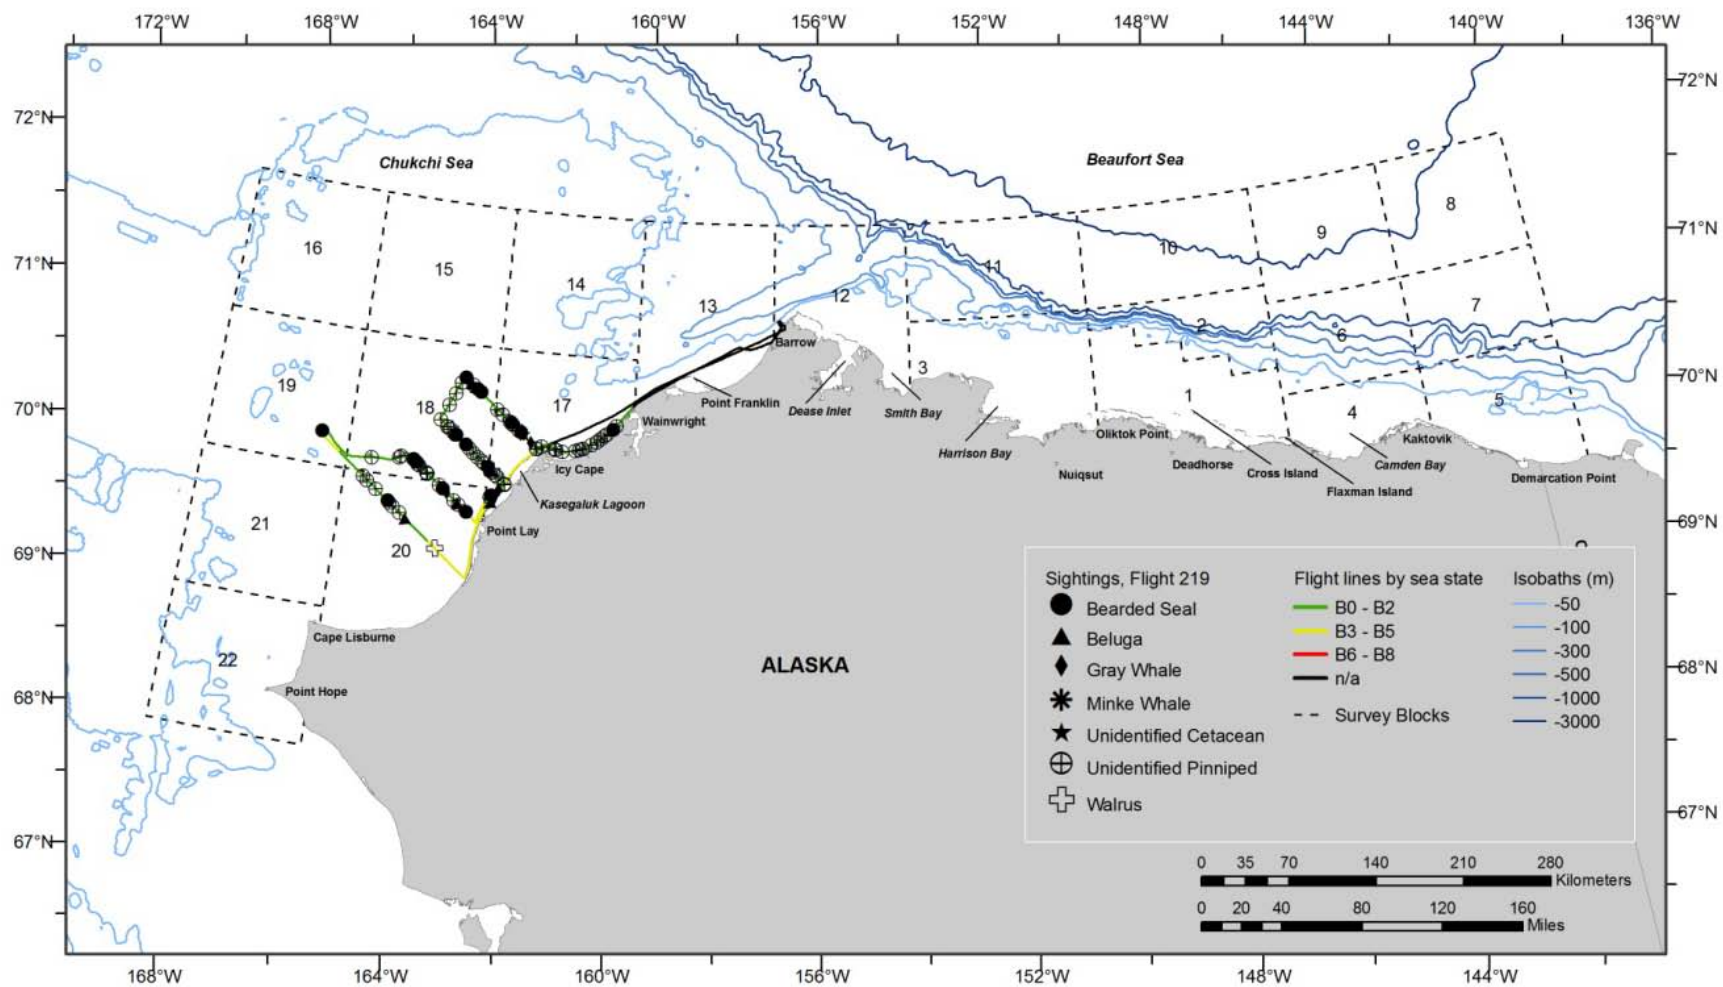 172°W 168°W 164°W 160°W 156°W 152°W 148°W 144°W 140°W 136°W
72°N 72°N
Chukchi Sea Beaufort Sea
71°N 71°N
16 15 14 13 12 11 10 9 8
7
6
2
70°N 70°N
19 18 17 3 1 4 5
Barrow
Point Franklin
Wainwright
Dease Inlet
Smith Bay
Harrison Bay
Oliktok Point
Nuiqsut
Deadhorse
Cross Island
Flaxman Island
Camden Bay
Kaktovik
Demarcation Point
Icy Cape
Kasegaluk Lagoon
Point Lay
69°N 69°N
21 20
Cape Lisburne
22
Point Hope
68°N 68°N
ALASKA
67°N 67°N
Sightings, Flight 219
Bearded Seal
Beluga
Gray Whale
Minke Whale
Unidentified Cetacean
Unidentified Pinniped
Walrus
Flight lines by sea state
B0 - B2
B3 - B5
B6 - B8
n/a
Survey Blocks
Isobaths (m)
-50
-100
-300
-500
-1000
-3000
0 35 70 140 210 280
Kilometers
0 20 40 80 120 160
Miles
168°W 164°W 160°W 156°W 152°W 148°W 144°W